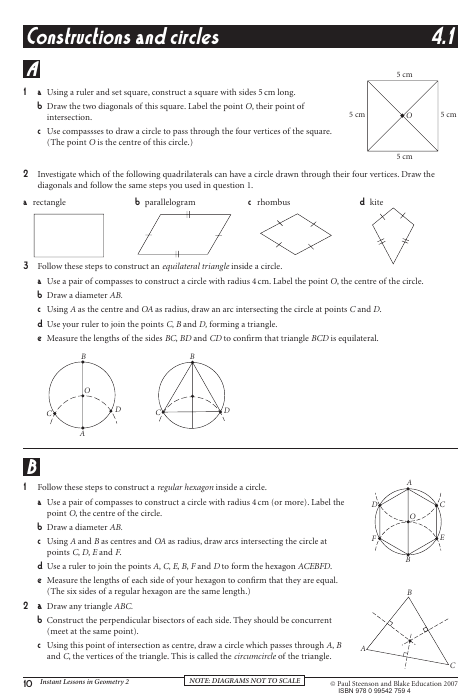 Constructions and circles 4.1
A
1 a Using a ruler and set square, construct a square with sides 5 cm long.
b Draw the two diagonals of this square. Label the point O, their point of
intersection.
c Use compasses to draw a circle to pass through the four vertices of the square.
(The point O is the centre of this circle.)
5 cm
5 cm
O
5 cm
5 cm
2 Investigate which of the following quadrilaterals can have a circle drawn through their four vertices. Draw the
diagonals and follow the same steps you used in question 1.
a rectangle b parallelogram c rhombus d kite
3 Follow these steps to construct an equilateral triangle inside a circle.
a Use a pair of compasses to construct a circle with radius 4 cm. Label the point O, the centre of the circle.
b Draw a diameter AB.
c Using A as the centre and OA as radius, draw an arc intersecting the circle at points C and D.
d Use your ruler to join the points C, B and D, forming a triangle.
e Measure the lengths of the sides BC, BD and CD to confirm that triangle BCD is equilateral.
B
O
C
D
A
B
C
D
B
1 Follow these steps to construct a regular hexagon inside a circle.
a Use a pair of compasses to construct a circle with radius 4 cm (or more). Label the
point O, the centre of the circle.
b Draw a diameter AB.
c Using A and B as centres and OA as radius, draw arcs intersecting the circle at
points C, D, E and F.
d Use a ruler to join the points A, C, E, B, F and D to form the hexagon ACEBFD.
e Measure the lengths of each side of your hexagon to confirm that they are equal.
(The six sides of a regular hexagon are the same length.)
A
D
C
O
F
E
B
2 a Draw any triangle ABC.
b Construct the perpendicular bisectors of each side. They should be concurrent
(meet at the same point).
c Using this point of intersection as centre, draw a circle which passes through A, B
and C, the vertices of the triangle. This is called the circumcircle of the triangle.
B
A
C
10 Instant Lessons in Geometry 2
NOTE: DIAGRAMS NOT TO SCALE
© Paul Steenson and Blake Education 2007
ISBN 978 0 99542 759 4